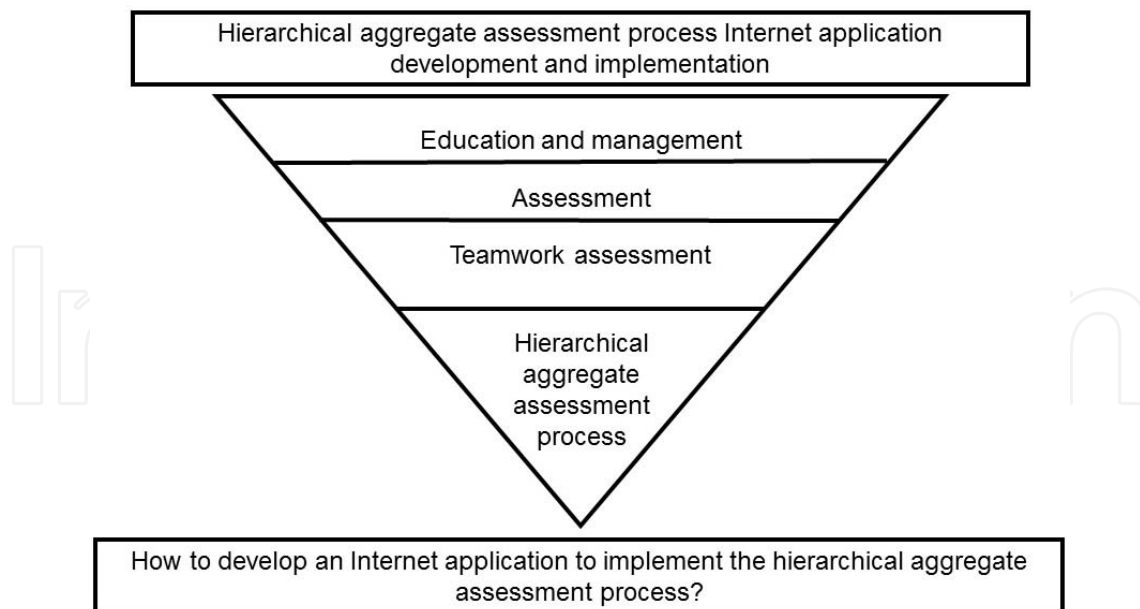 Hierarchical aggregate assessment process Internet application
development and implementation
Education and management
Assessment
Teamwork assessment
Hierarchical
aggregate
assessment
process
How to develop an Internet application to implement the hierarchical aggregate
assessment process?